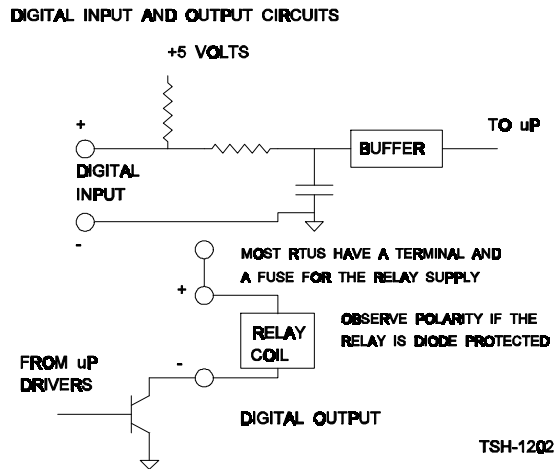 DIGITAL INPUT AND OUTPUT CIRCUITS
+5 VOLTS
+
TO uP
BUFFER
DIGITAL
INPUT
-
MOST RTUS HAVE A TERMINAL AND
A FUSE FOR THE RELAY SUPPLY
+
OBSERVE POLARITY IF THE
RELAY IS DIODE PROTECTED
RELAY
COIL
-
FROM uP
DRIVERS
DIGITAL OUTPUT
TSH-1202